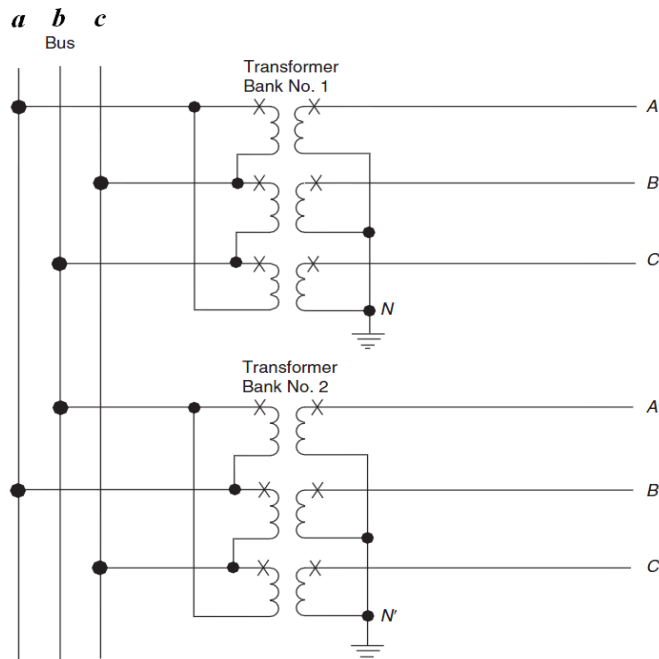 a b c
Bus
Transformer
Bank No. 1
A
B
C
N
Transformer
Bank No. 2
A
B
C
N'